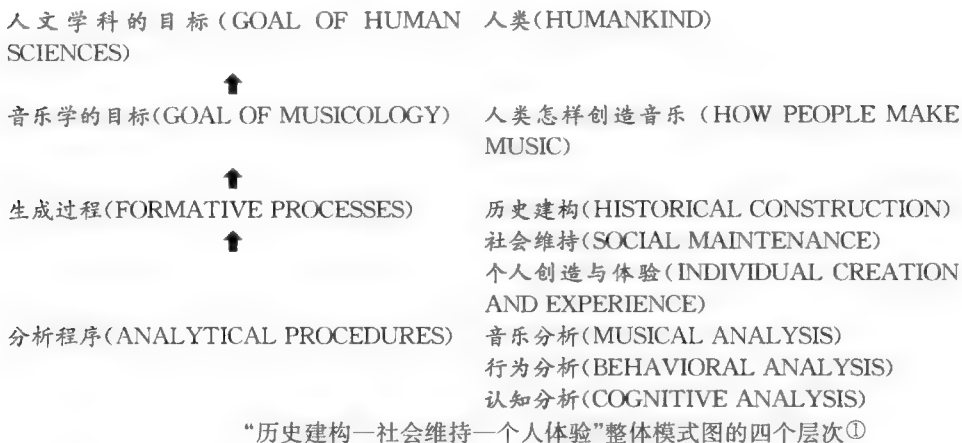 人文学科的目标(GOAL OF HUMAN 人类(HUMANKIND)
SCIENCES)
音乐学的目标(GOAL OF MUSICOLOGY) 人类怎样创造音乐(HOW PEOPLE MAKE
MUSIC)
生成过程(FORMATIVE PROCESSES) 历史建构(HISTORICAL CONSTRUCTION)
社会维持(SOCIAL MAINTENANCE)
个人创造与体验(INDIVIDUAL CREATION
AND EXPERIENCE)
分析程序(ANALYTICAL PROCEDURES) 音乐分析(MUSICAL ANALYSIS)
行为分析(BEHAVIORAL ANALYSIS)
认知分析(COGNITIVE ANALYSIS)
“历史建构—社会维持—个人体验”整体模式图的四个层次①